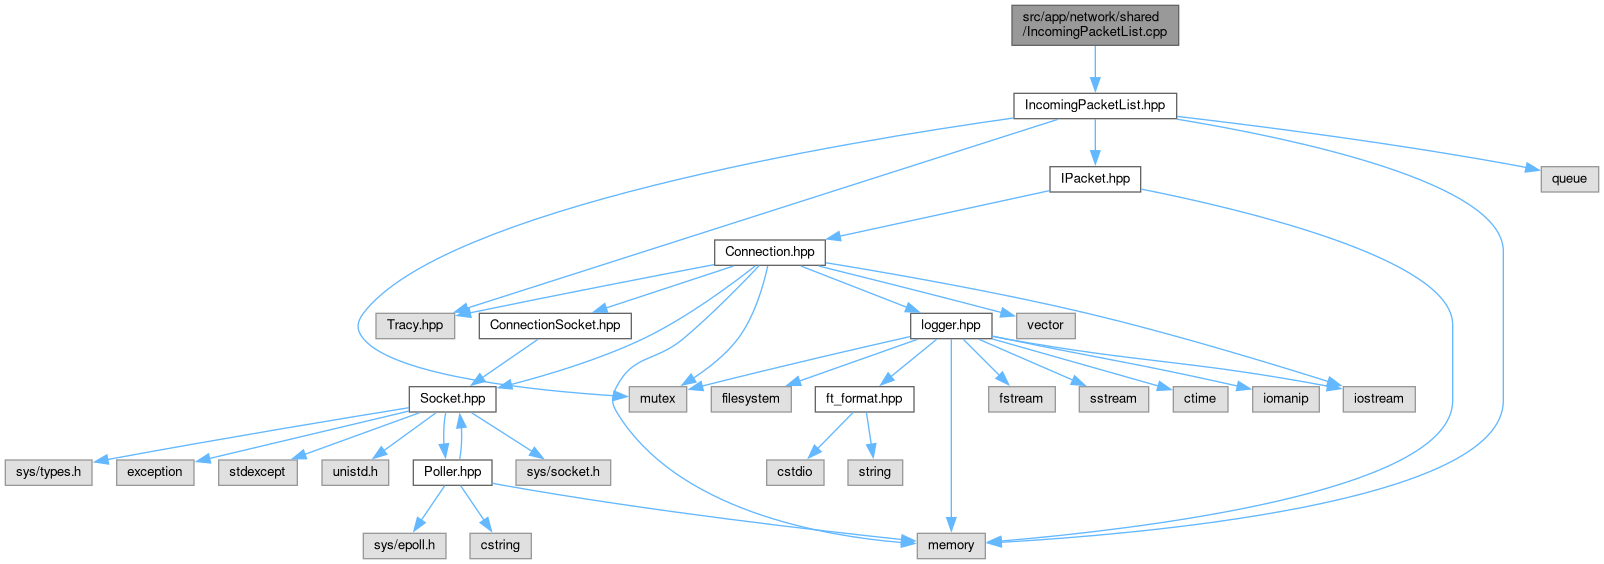 src/app/network/shared
/IncomingPacketList.cpp
IncomingPacketList.hpp
IPacket.hpp
queue
Connection.hpp
Tracy.hpp
ConnectionSocket.hpp
logger.hpp
vector
Socket.hpp
mutex
filesystem
ft_format.hpp
fstream
sstream
ctime
iomanip
iostream
sys/types.h
exception
stdexcept
unistd.h
Poller.hpp
sys/socket.h
cstdio
string
sys/epoll.h
cstring
memory